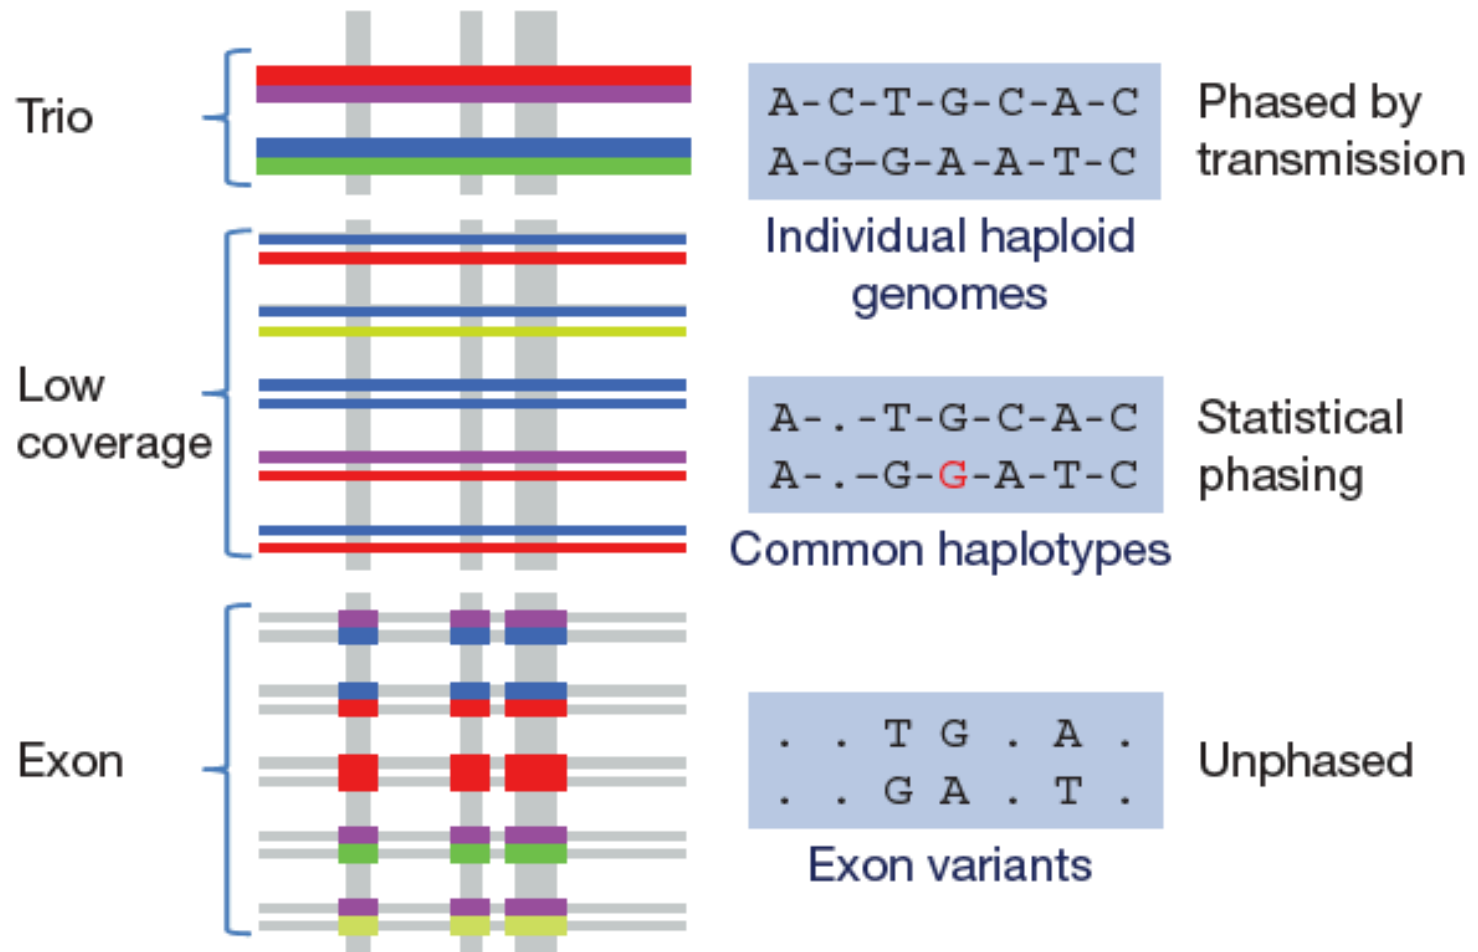 Trio
A-C-T-G-C-A-C
A-G-G-A-A-T-C
Phased by
transmission
Individual haploid
genomes
Low
coverage
A-.-T-G-C-A-C
A-.-G-G-A-T-C
Statistical
phasing
Common haplotypes
Exon
. . T G . A .
. . G A . T .
Unphased
Exon variants